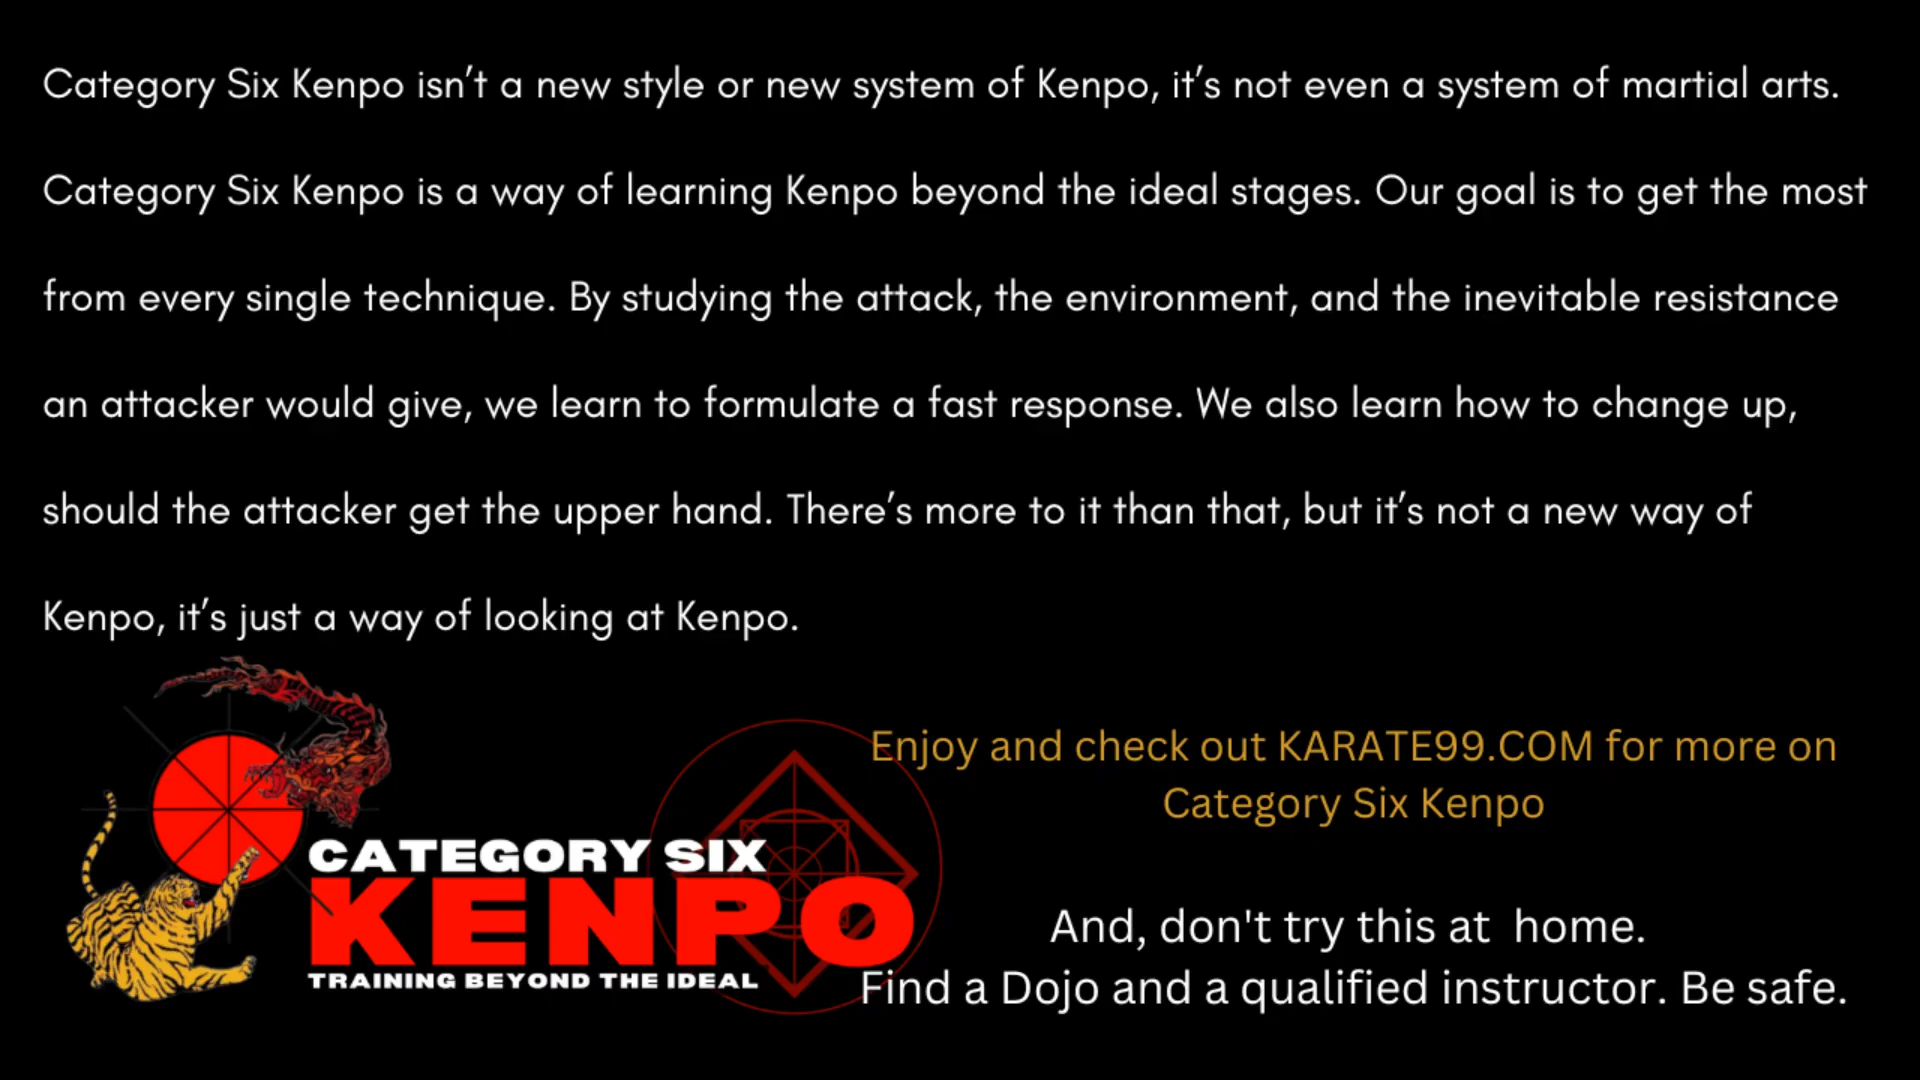 Category Six Kenpo isn’t a new style or new system of Kenpo, it’s not even a system of martial arts.
Category Six Kenpo is a way of learning Kenpo beyond the ideal stages. Our goal is to get the most
from every single technique. By studying the attack, the environment, and the inevitable resistance
an attacker would give, we learn to formulate a fast response. We also learn how to change up,
should the attacker get the upper hand. There’s more to it than that, but it’s not a new way of
Kenpo, it’s just a way of looking at Kenpo.
CATEGORY SIX
KENPO
TRAINING BEYOND THE IDEAL
Enjoy and check out KARATE99.COM for more on
Category Six Kenpo
And, don't try this at  home.
Find a Dojo and a qualified instructor. Be safe.